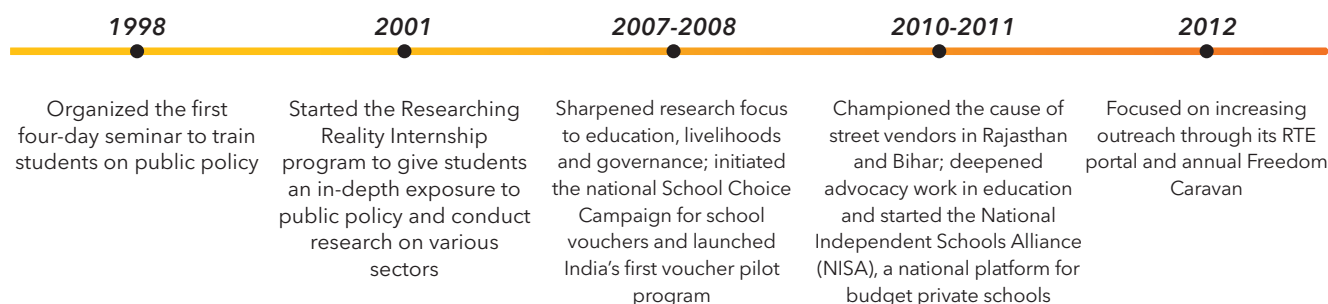 1998
Organized the first
four-day seminar to train
students on public policy
2001
Started the Researching
Reality Internship
program to give students
an in-depth exposure to
public policy and conduct
research on various
sectors
2007-2008
Sharpened research focus
to education, livelihoods
and governance; initiated
the national School Choice
Campaign for school
vouchers and launched
India’s first voucher pilot
program
2010-2011
Championed the cause of
street vendors in Rajasthan
and Bihar; deepened
advocacy work in education
and started the National
Independent Schools Alliance
(NISA), a national platform for
budget private schools
2012
Focused on increasing
outreach through its RTE
portal and annual Freedom
Caravan